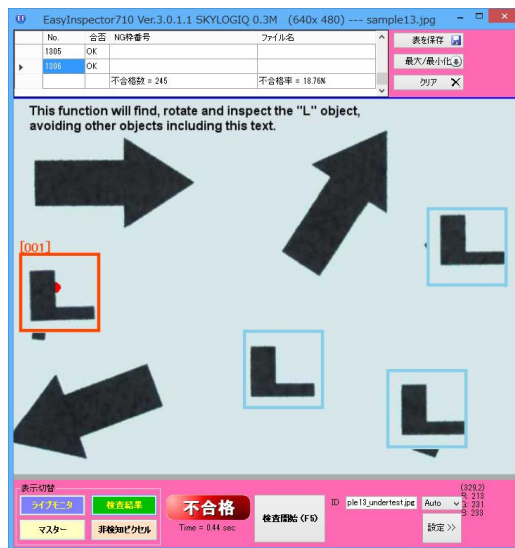 EasyInspector710 Ver.3.0.1.1 SKYLOGIQ 0.3M (640x 480) --- sample13.jpg
No. 合否 NG枠番号 ファイル名
1305 OK
1306 OK
不合格数 = 245 不合格率 = 18.76%
表を保存
最大/最小化
クリア
This function will find, rotate and inspect the "L" object,
avoiding other objects including this text.
[001]
表示切替
ライブモニタ 検査結果
マスター 非検知ピクセル
不合格
Time = 0.44 sec
検査開始(F5)
ID ple13_undertest.jpg Auto
(329,2)
R: 213
G: 231
B: 233
設定 >>